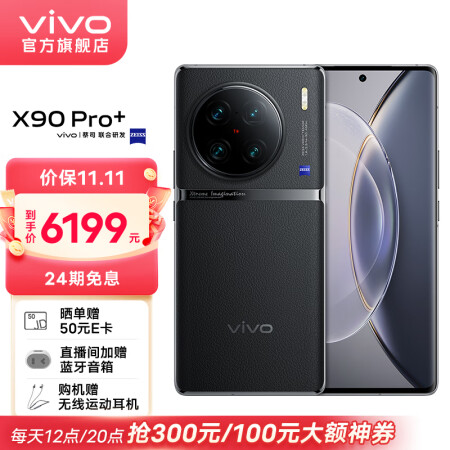 vivo
官方旗舰店
X90 Pro+
vivo | 蔡司 联合研发 ZEISS
价保11.11
到手价 6199元
24期免息
50
晒单赠
50元E卡
直播间加赠
蓝牙音箱
购机赠
无线运动耳机
Xtreme Imagination
ZEISS
vivo
每天12点/20点 抢300元/100元大额神券